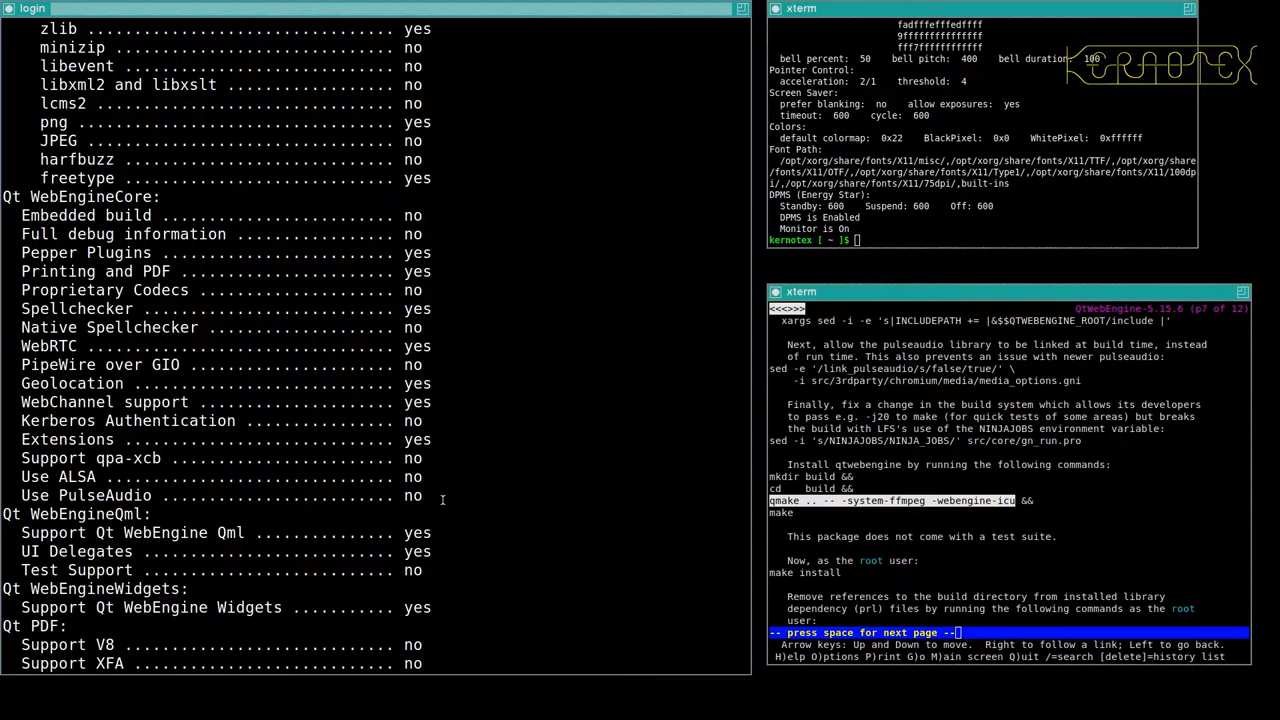 login
zlib .................................. yes
minizip ............................... no
libevent .............................. no
libxml2 and libxslt ................... no
lcms2 ................................. no
png ................................... yes
JPEG .................................. no
harfbuzz .............................. no
freetype .............................. yes
Qt WebEngineCore:
Embedded build ......................... no
Full debug information ................. no
Pepper Plugins ......................... yes
Printing and PDF ....................... yes
Proprietary Codecs ..................... no
Spellchecker ........................... yes
Native Spellchecker .................... no
WebRTC ................................. yes
PipeWire over GIO ...................... no
Geolocation ............................ yes
WebChannel support ..................... yes
Kerberos Authentication ................ no
Extensions ............................. yes
Support qpa-xcb ........................ no
Use ALSA ............................... no
Use PulseAudio ......................... no
Qt WebEngineQml:
Support Qt WebEngine Qml ............... yes
UI Delegates ........................... yes
Test Support ........................... no
Qt WebEngineWidgets:
Support Qt WebEngine Widgets ........... yes
Qt PDF:
Support V8 ............................. no
Support XFA ............................ no
xterm
fadfffefffedffff
9fffffffffffffff
fff7ffffffffffff
bell percent:  50    bell pitch:  400    bell duration:  100
Pointer Control:
acceleration:  2/1    threshold:  4
Screen Saver:
prefer blanking:  no    allow exposures:  yes
timeout:  600    cycle:  600
Colors:
default colormap:  0x22    BlackPixel:  0x0    WhitePixel:  0xffffff
Font Path:
/opt/xorg/share/fonts/X11/misc/,/opt/xorg/share/fonts/X11/TTF/,/opt/xorg/share
/fonts/X11/OTF/,/opt/xorg/share/fonts/X11/Type1/,/opt/xorg/share/fonts/X11/100dp
i/,/opt/xorg/share/fonts/X11/75dpi/,built-ins
DPMS (Energy Star):
Standby: 600    Suspend: 600    Off: 600
DPMS is Enabled
Monitor is On
kernotex [ ~ ]$
xterm
<<<>>> QtWebEngine-5.15.6 (p7 of 12)
xargs sed -i -e 's|INCLUDEPATH += |&$$QTWEBENGINE_ROOT/include |'
Next, allow the pulseaudio library to be linked at build time, instead
of run time. This also prevents an issue with newer pulseaudio:
sed -e '/link_pulseaudio/s/false/true/' \
-i src/3rdparty/chromium/media/media_options.gni
Finally, fix a change in the build system which allows its developers
to pass e.g. -j20 to make (for quick tests of some areas) but breaks
the build with LFS's use of the NINJAJOBS environment variable:
sed -i 's/NINJAJOBS/NINJA_JOBS/' src/core/gn_run.pro
Install qtwebengine by running the following commands:
mkdir build &&
cd    build &&
qmake .. -- -system-ffmpeg -webengine-icu &&
make
This package does not come with a test suite.
Now, as the root user:
make install
Remove references to the build directory from installed library
dependency (prl) files by running the following commands as the root
user:
-- press space for next page --
Arrow keys: Up and Down to move.  Right to follow a link; Left to go back.
H)elp O)ptions P)rint G)o M)ain screen Q)uit /=search [delete]=history list